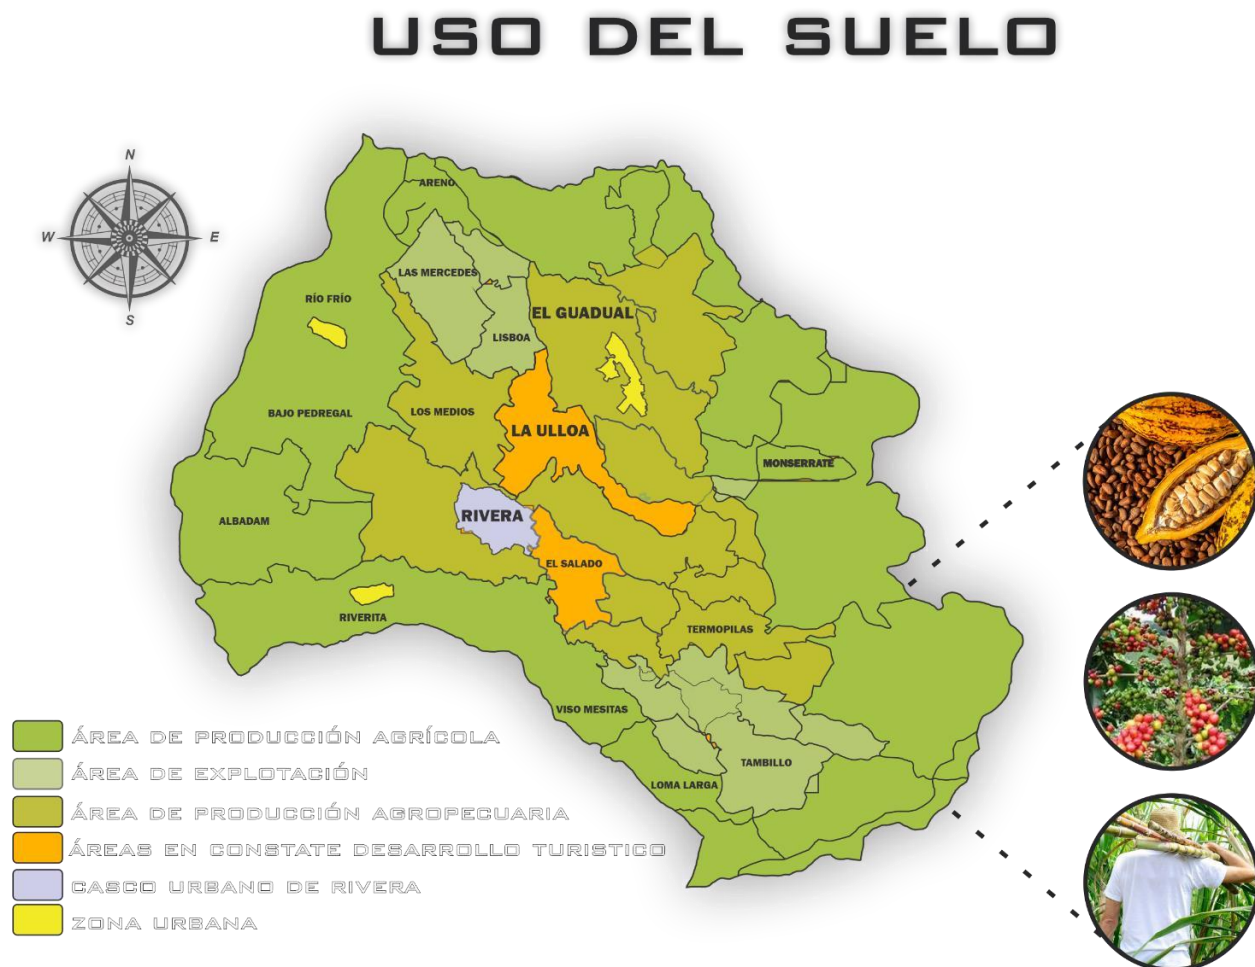 USO DEL SUELO
N
W
E
S
ARENO
LAS MERCEDES
RÍO FRÍO
EL GUADUAL
LISBOA
BAJO PEDREGAL
LOS MEDIOS
LA ULLOA
MONSERRATE
ALBADAM
RIVERA
EL SALADO
RIVERITA
TERMOPILAS
VISO MESITAS
TAMBILLO
LOMA LARGA
ÁREA DE PRODUCCIÓN AGRÍCOLA
ÁREA DE EXPLOTACIÓN
ÁREA DE PRODUCCIÓN AGROPECUARIA
ÁREAS EN CONSTATE DESARROLLO TURISTICO
CASCO URBANO DE RIVERA
ZONA URBANA